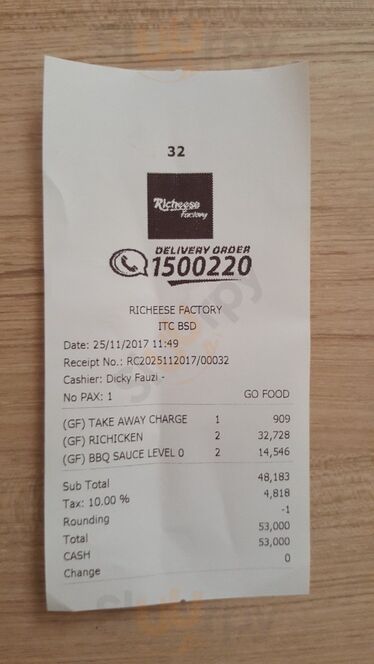 32
Richeese
Factory
DELIVERY ORDER
1500220
RICHEESE FACTORY
ITC BSD
Date: 25/11/2017 11:49
Receipt No.: RC2025112017/00032
Cashier: Dicky Fauzi -
No PAX: 1 GO FOOD
(GF) TAKE AWAY CHARGE 1 909
(GF) RICHICKEN 2 32,728
(GF) BBQ SAUCE LEVEL 0 2 14,546
Sub Total 48,183
Tax: 10.00 % 4,818
Rounding -1
Total 53,000
CASH 53,000
Change 0